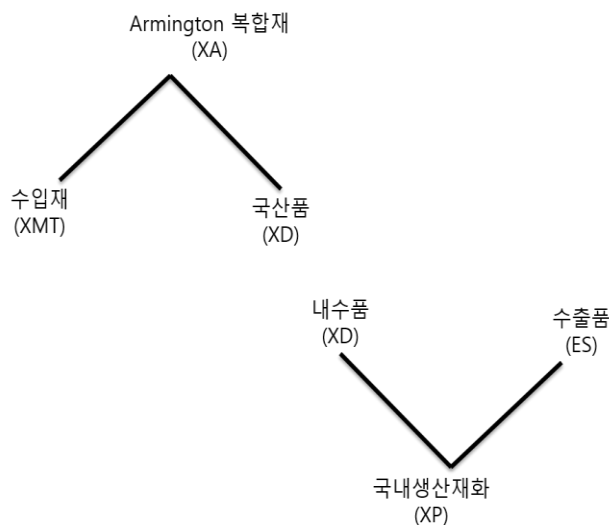 Armington 복합재
(XA)
수입재
(XMT)
국산품
(XD)
내수품
(XD)
수출품
(ES)
국내생산재화
(XP)